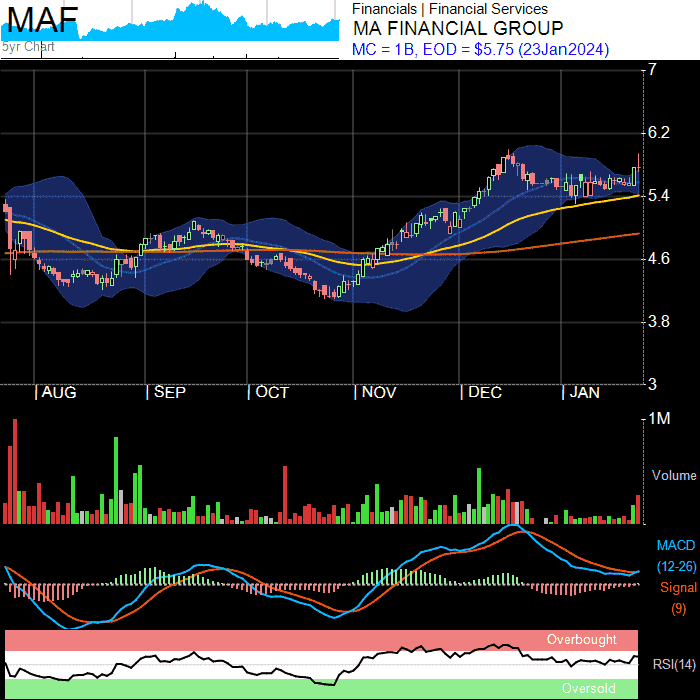 MAF
5yr Chart
Financials | Financial Services
MA FINANCIAL GROUP
MC = 1B, EOD = $5.75 (23Jan2024)
7
6.2
5.4
4.6
3.8
3
| AUG | SEP | OCT | NOV | DEC | JAN
1M
Volume
MACD
(12-26)
Signal
(9)
Overbought
RSI(14)
Oversold